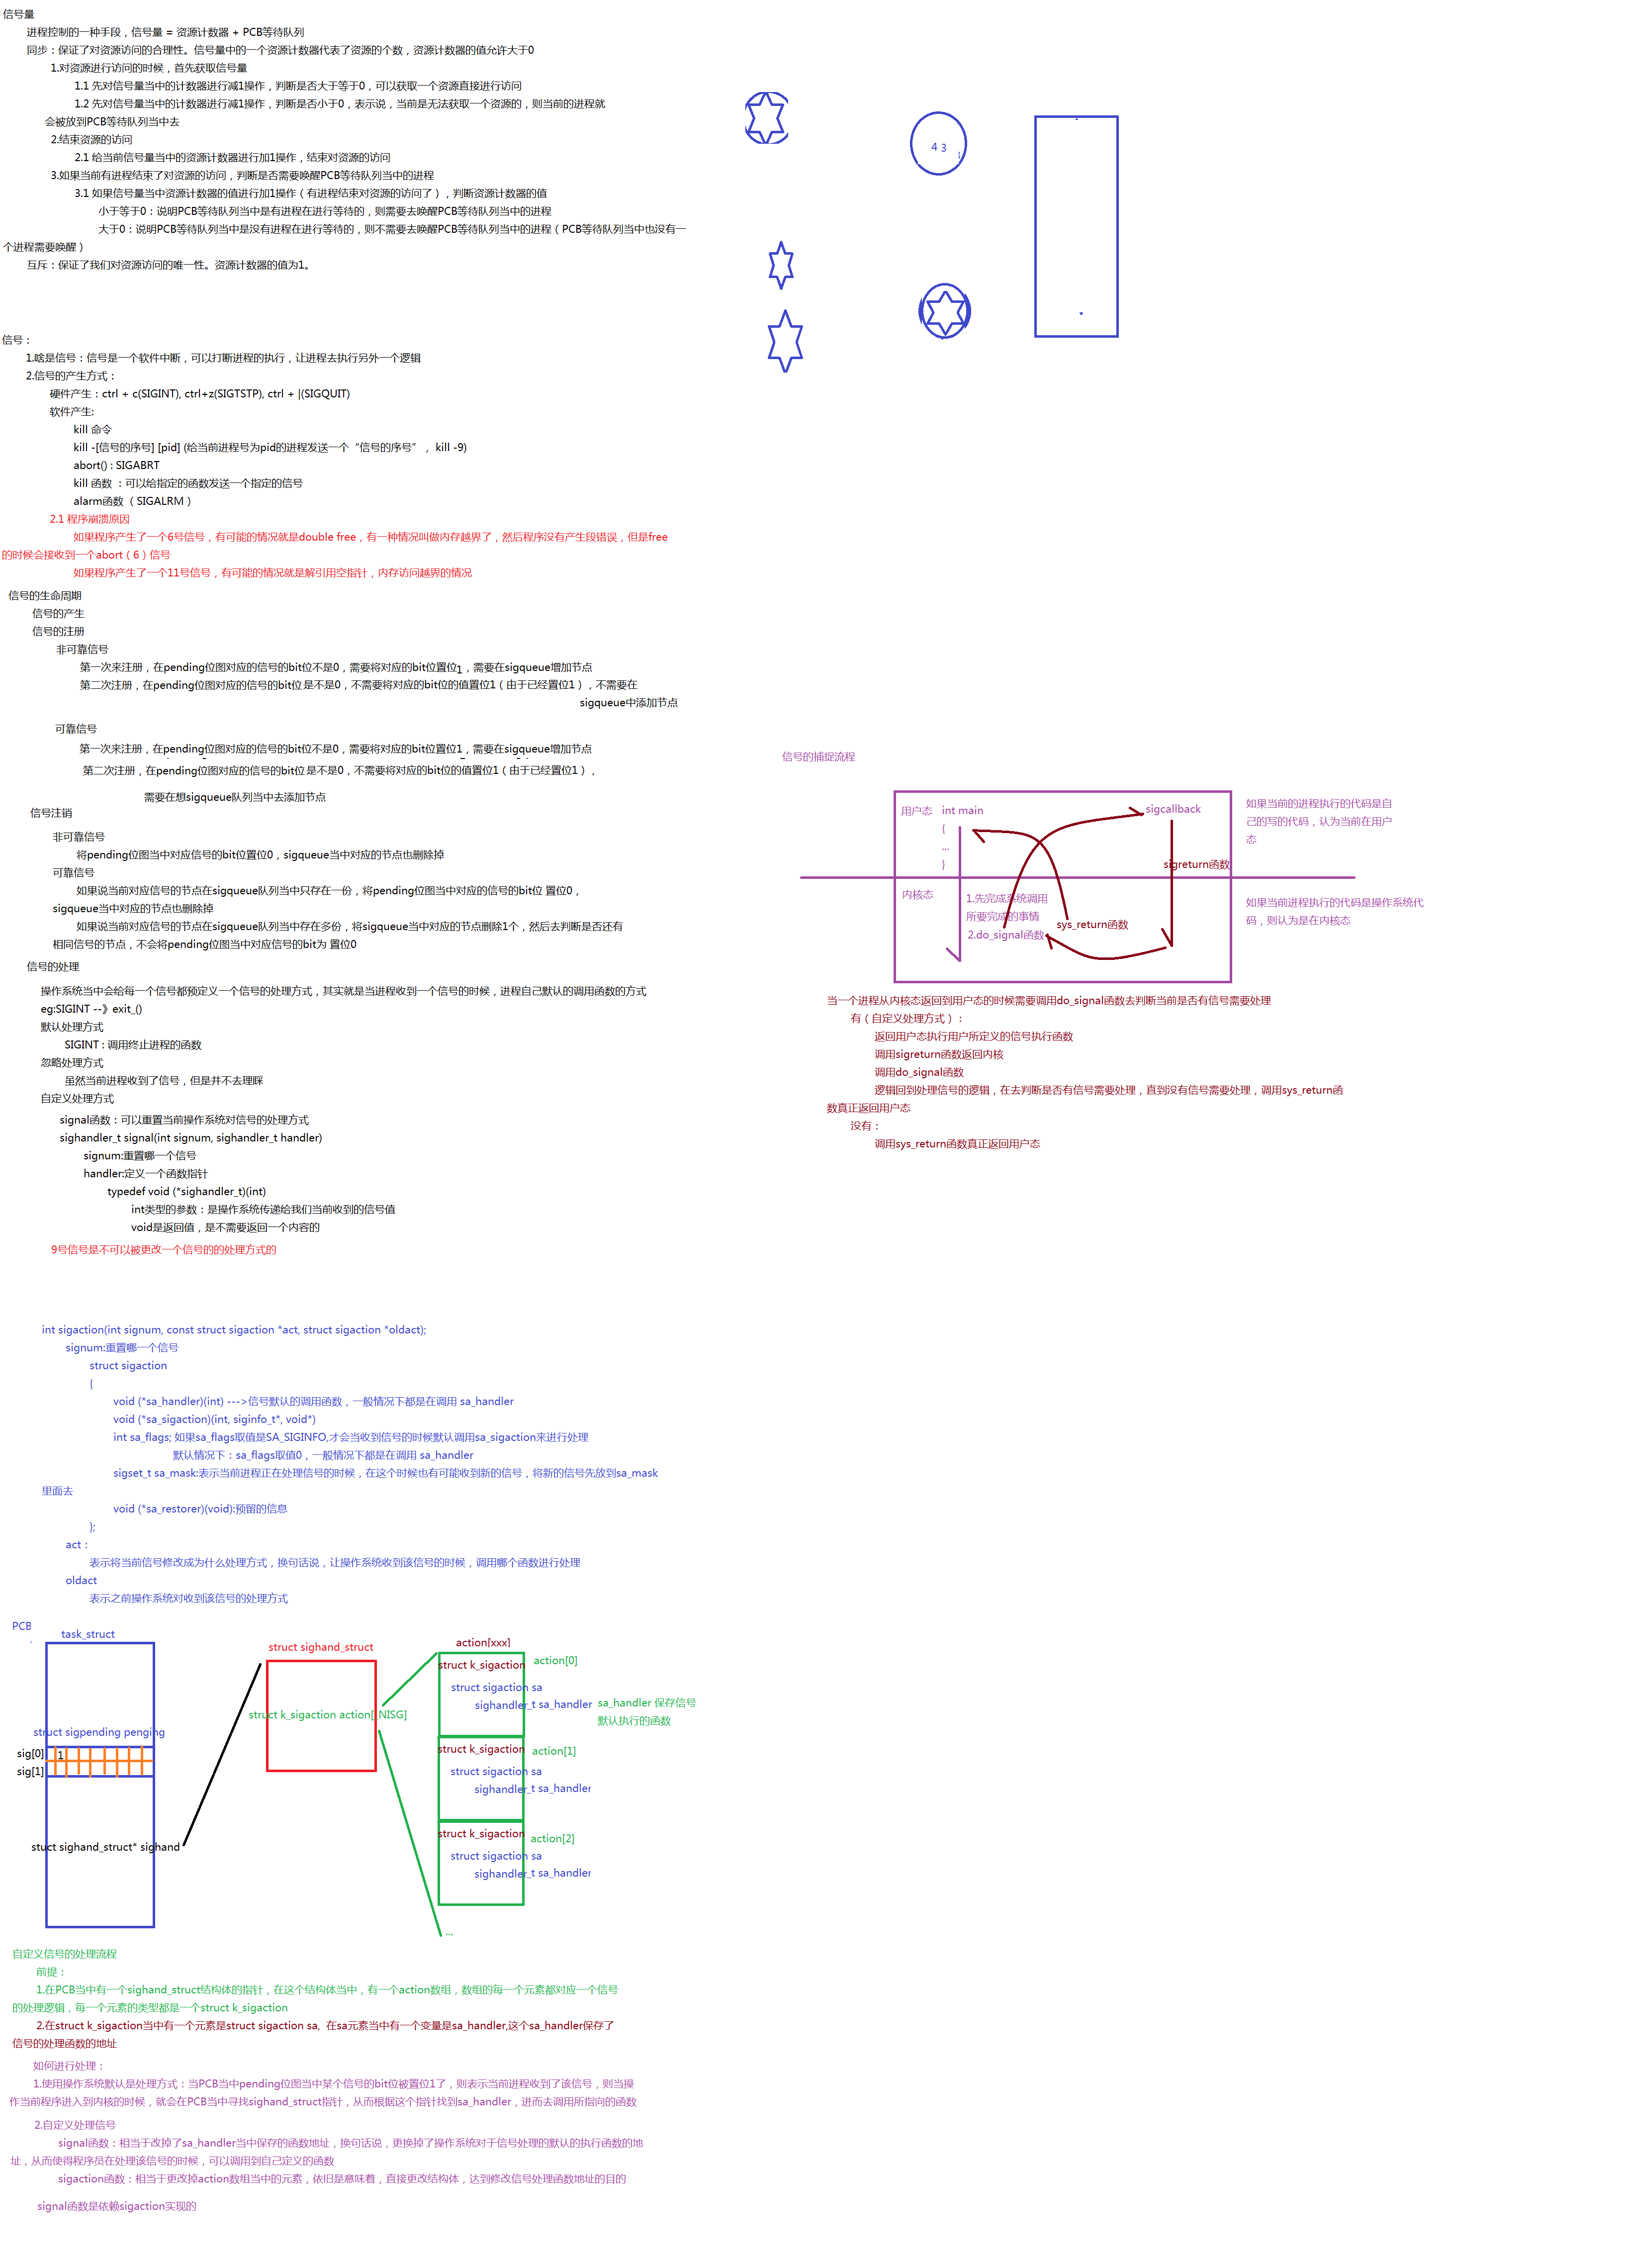 信号量
进程控制的一种手段，信号量 = 资源计数器 + PCB等待队列
同步：保证了对资源访问的合理性。信号量中的一个资源计数器代表了资源的个数，资源计数器的值允许大于0
1.对资源进行访问的时候，首先获取信号量
1.1 先对信号量当中的计数器进行减1操作，判断是否大于等于0，可以获取一个资源直接进行访问
1.2 先对信号量当中的计数器进行减1操作，判断是否小于0，表示说，当前是无法获取一个资源的，则当前的进程就
会被放到PCB等待队列当中去
2.结束资源的访问
2.1 给当前信号量当中的资源计数器进行加1操作，结束对资源的访问
3.如果当前有进程结束了对资源的访问，判断是否需要唤醒PCB等待队列当中的进程
3.1 如果信号量当中资源计数器的值进行加1操作（有进程结束对资源的访问了），判断资源计数器的值
小于等于0：说明PCB等待队列当中是有进程在进行等待的，则需要去唤醒PCB等待队列当中的进程
大于0：说明PCB等待队列当中是没有进程在进行等待的，则不需要去唤醒PCB等待队列当中的进程（PCB等待队列当中也没有一
个进程需要唤醒）
互斥：保证了我们对资源访问的唯一性。资源计数器的值为1。
4 3
信号：
1.啥是信号：信号是一个软件中断，可以打断进程的执行，让进程去执行另外一个逻辑
2.信号的产生方式：
硬件产生：ctrl + c(SIGINT), ctrl+z(SIGTSTP), ctrl + |(SIGQUIT)
软件产生:
kill 命令
kill -[信号的序号] [pid] (给当前进程号为pid的进程发送一个“信号的序号”， kill -9)
abort() : SIGABRT
kill 函数 ：可以给指定的函数发送一个指定的信号
alarm函数（ SIGALRM ）
2.1 程序崩溃原因
如果程序产生了一个6号信号，有可能的情况就是double free，有一种情况叫做内存越界了，然后程序没有产生段错误，但是free
的时候会接收到一个abort（6）信号
如果程序产生了一个11号信号，有可能的情况就是解引用空指针，内存访问越界的情况
信号的生命周期
信号的产生
信号的注册
非可靠信号
第一次来注册，在pending位图对应的信号的bit位不是0，需要将对应的bit位置位1，需要在sigqueue增加节点
第二次注册，在pending位图对应的信号的bit位是不是0，不需要将对应的bit位的值置位1（由于已经置位1），不需要在
sigqueue中添加节点
可靠信号
第一次来注册，在pending位图对应的信号的bit位不是0，需要将对应的bit位置位1，需要在sigqueue增加节点
第二次注册，在pending位图对应的信号的bit位是不是0，不需要将对应的bit位的值置位1（由于已经置位1），
需要在想sigqueue队列当中去添加节点
信号注销
非可靠信号
将pending位图当中对应信号的bit位置位0，sigqueue当中对应的节点也删除掉
可靠信号
如果说当前对应信号的节点在sigqueue队列当中只存在一份，将pending位图当中对应的信号的bit位 置位0，
sigqueue当中对应的节点也删除掉
如果说当前对应信号的节点在sigqueue队列当中存在多份，将sigqueue当中对应的节点删除1个，然后去判断是否还有
相同信号的节点，不会将pending位图当中对应信号的bit为 置位0
信号的处理
操作系统当中会给每一个信号都预定义一个信号的处理方式，其实就是当进程收到一个信号的时候，进程自己默认的调用函数的方式
eg:SIGINT --》exit_()
默认处理方式
SIGINT : 调用终止进程的函数
忽略处理方式
虽然当前进程收到了信号，但是并不去理睬
自定义处理方式
signal函数：可以重置当前操作系统对信号的处理方式
sighandler_t signal(int signum, sighandler_t handler)
signum:重置哪一个信号
handler:定义一个函数指针
typedef void (*sighandler_t)(int)
int类型的参数：是操作系统传递给我们当前收到的信号值
void是返回值，是不需要返回一个内容的
9号信号是不可以被更改一个信号的的处理方式的
信号的捕捉流程
用户态 int main
{
...
}
sigcallback
sigreturn函数
如果当前的进程执行的代码是自
己的写的代码，认为当前在用户
态
内核态
1.先完成系统调用
所要完成的事情
2.do_signal函数
sys_return函数
如果当前进程执行的代码是操作系统代
码，则认为是在内核态
当一个进程从内核态返回到用户态的时候需要调用do_signal函数去判断当前是否有信号需要处理
有（自定义处理方式）：
返回用户态执行用户所定义的信号执行函数
调用sigreturn函数返回内核
调用do_signal函数
逻辑回到处理信号的逻辑，在去判断是否有信号需要处理，直到没有信号需要处理，调用sys_return函
数真正返回用户态
没有：
调用sys_return函数真正返回用户态
int sigaction(int signum, const struct sigaction *act, struct sigaction *oldact);
signum:重置哪一个信号
struct sigaction
{
void (*sa_handler)(int) --->信号默认的调用函数，一般情况下都是在调用 sa_handler
void (*sa_sigaction)(int, siginfo_t*, void*)
int sa_flags; 如果sa_flags取值是SA_SIGINFO,才会当收到信号的时候默认调用sa_sigaction来进行处理
默认情况下：sa_flags取值0，一般情况下都是在调用 sa_handler
sigset_t sa_mask:表示当前进程正在处理信号的时候，在这个时候也有可能收到新的信号，将新的信号先放到sa_mask
里面去
void (*sa_restorer)(void):预留的信息
};
act：
表示将当前信号修改成为什么处理方式，换句话说，让操作系统收到该信号的时候，调用哪个函数进行处理
oldact
表示之前操作系统对收到该信号的处理方式
PCB
task_struct
struct sigpending penging
sig[0] 1
sig[1]
stuct sighand_struct* sighand
struct sighand_struct
struct k_sigaction action[_NISG]
action[xxx]
struct k_sigaction action[0]
struct sigaction sa
sighandler_t sa_handler
sa_handler 保存信号
默认执行的函数
struct k_sigaction action[1]
struct sigaction sa
sighandler_t sa_handler
struct k_sigaction action[2]
struct sigaction sa
sighandler_t sa_handler
...
自定义信号的处理流程
前提：
1.在PCB当中有一个sighand_struct结构体的指针，在这个结构体当中，有一个action数组，数组的每一个元素都对应一个信号
的处理逻辑，每一个元素的类型都是一个struct k_sigaction
2.在struct k_sigaction当中有一个元素是struct sigaction sa, 在sa元素当中有一个变量是sa_handler,这个sa_handler保存了
信号的处理函数的地址
如何进行处理：
1.使用操作系统默认是处理方式：当PCB当中pending位图当中某个信号的bit位被置位1了，则表示当前进程收到了该信号，则当操
作当前程序进入到内核的时候，就会在PCB当中寻找sighand_struct指针，从而根据这个指针找到sa_handler，进而去调用所指向的函数
2.自定义处理信号
signal函数：相当于改掉了sa_handler当中保存的函数地址，换句话说，更换掉了操作系统对于信号处理的默认的执行函数的地
址，从而使得程序员在处理该信号的时候，可以调用到自己定义的函数
sigaction函数：相当于更改掉action数组当中的元素，依旧是意味着，直接更改结构体，达到修改信号处理函数地址的目的
signal函数是依赖sigaction实现的